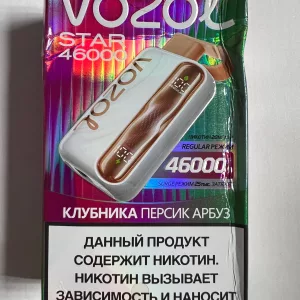 VOZOL
STAR
46000
VOZOL
REGULAR РЕЖИМ
46000
КЛУБНИКА ПЕРСИК АРБУЗ
ДАННЫЙ ПРОДУКТ
СОДЕРЖИТ НИКОТИН.
НИКОТИН ВЫЗЫВАЕТ
ЗАВИСИМОСТЬ И НАНОСИТ